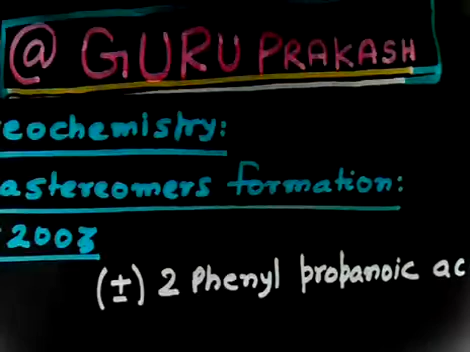 @ GURU PRAKASH
eochemistry:
astereomers formation:
2003
(±) 2 Phenyl propanoic ac